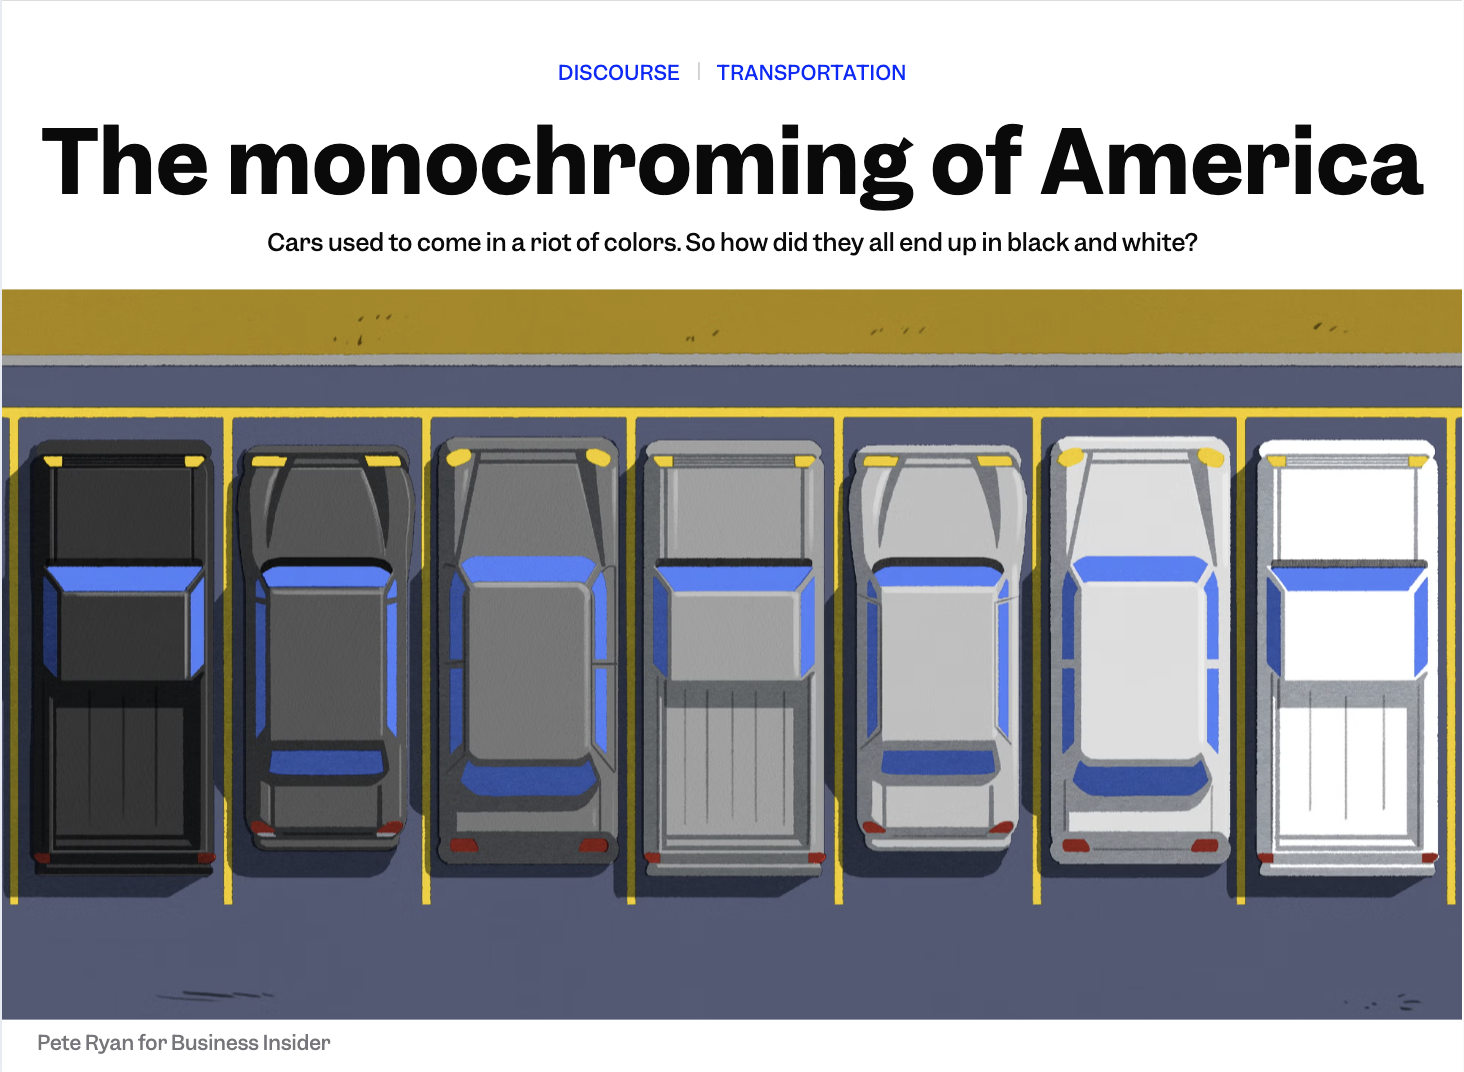 DISCOURSE | TRANSPORTATION
The monochroming of America
Cars used to come in a riot of colors. So how did they all end up in black and white?
Pete Ryan for Business Insider